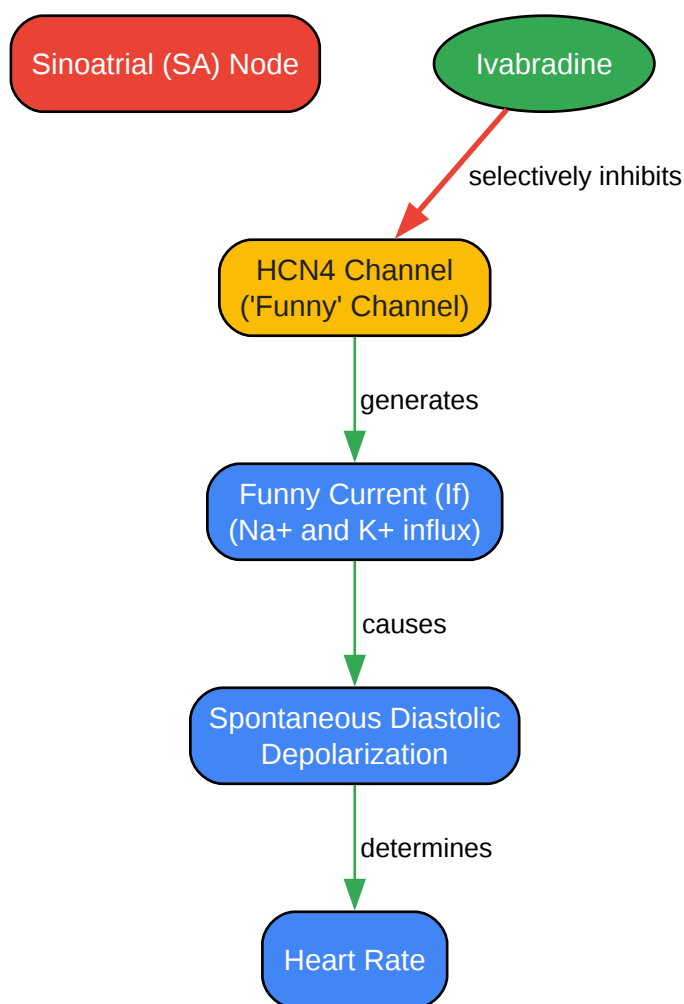 Sinoatrial (SA) Node
Ivabradine
selectively inhibits
HCN4 Channel
('Funny' Channel)
generates
Funny Current (If)
(Na+ and K+ influx)
causes
Spontaneous Diastolic
Depolarization
determines
Heart Rate